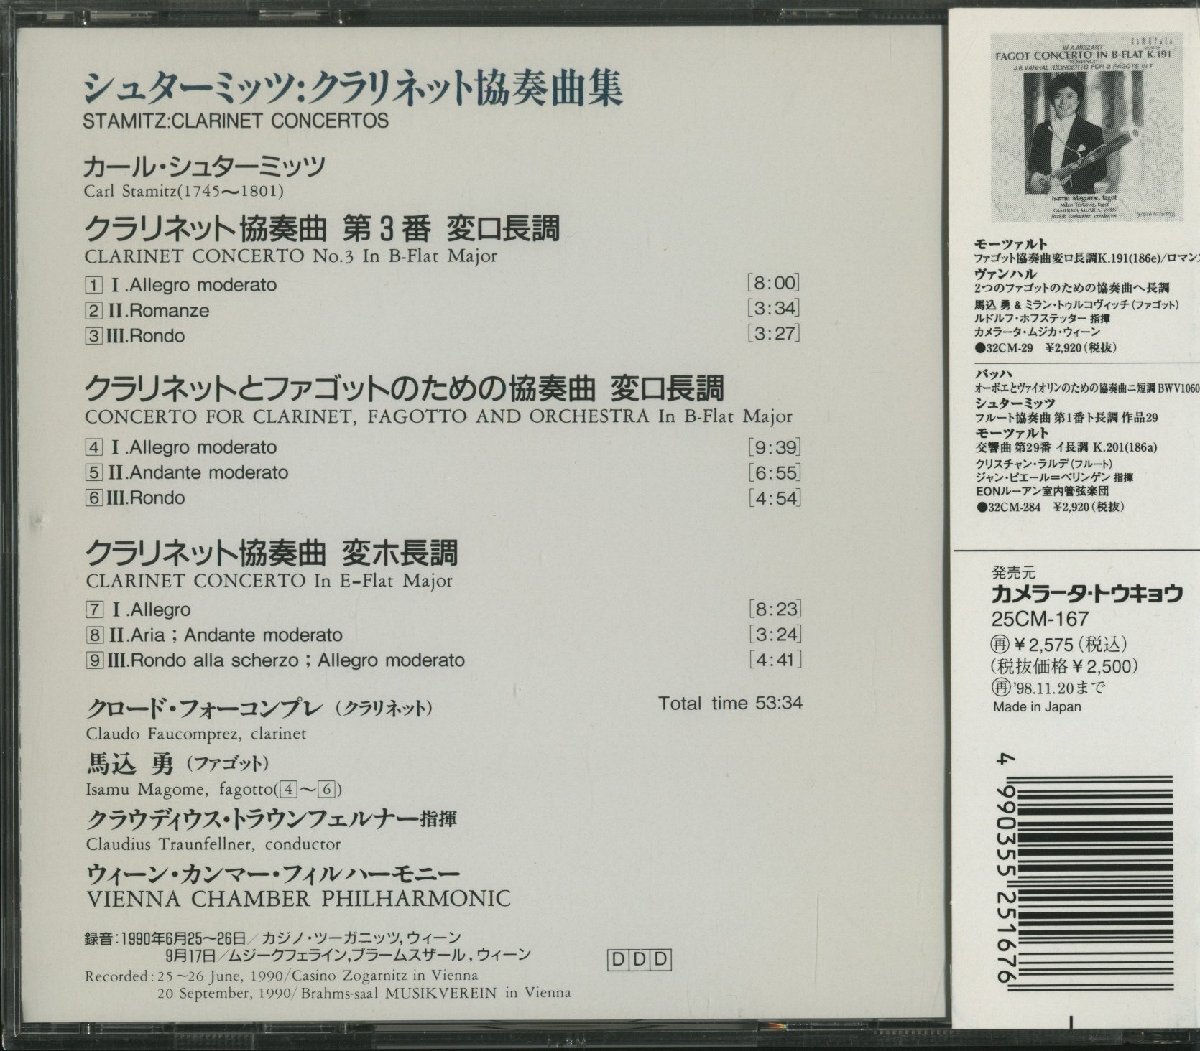 シュターミッツ:クラリネット協奏曲集
STAMITZ:CLARINET CONCERTOS
カール・シュターミッツ
Carl Stamitz(1745〜1801)
クラリネット協奏曲 第3番 変ロ長調
CLARINET CONCERTO No.3 In B-Flat Major
1 I.Allegro moderato [8:00]
2 II.Romanze [3:34]
3 III.Rondo [3:27]
クラリネットとファゴットのための協奏曲 変ロ長調
CONCERTO FOR CLARINET, FAGOTTO AND ORCHESTRA In B-Flat Major
4 I.Allegro moderato [9:39]
5 II.Andante moderato [6:55]
6 III.Rondo [4:54]
クラリネット協奏曲 変ホ長調
CLARINET CONCERTO In E-Flat Major
7 I.Allegro [8:23]
8 II.Aria ; Andante moderato [3:24]
9 III.Rondo alla scherzo ; Allegro moderato [4:41]
クロード・フォーコンプレ(クラリネット) Total time 53:34
Claudo Faucomprez, clarinet
馬込 勇(ファゴット)
Isamu Magome, fagotto(4〜6)
クラウディウス・トラウンフェルナー指揮
Claudius Traunfellner, conductor
ウィーン・カンマー・フィルハーモニー
VIENNA CHAMBER PHILHARMONIC
録音:1990年6月25〜26日/カジノ・ツーガニッツ,ウィーン
9月17日/ムジークフェライン,ブラームスザール,ウィーン
DDD
Recorded:25〜26 June, 1990/Casino Zogarnitz in Vienna
20 September, 1990/Brahms-saal MUSIKVEREIN in Vienna
W.A.MOZART
FAGOT CONCERTO IN B-FLAT K.191
Isamu Magome, fagot
モーツァルト
ファゴット協奏曲変ロ長調K.191(186e)/ロマン
ヴァンハル
2つのファゴットのための協奏曲ヘ長調
馬込 勇&ミラン・トゥルコヴィッチ(ファゴット)
ルドルフ・ホフステッター 指揮
カメラータ・ムジカ・ウィーン
●32CM-29 ¥2,920(税抜)
バッハ
オーボエとヴァイオリンのための協奏曲ニ短調BWV1060
シュターミッツ
フルート協奏曲 第1番ト長調 作品29
モーツァルト
交響曲 第29番 イ長調 K.201(186a)
クリスチャン・ラルデ(フルート)
ジャン・ピエール=ベリンゲン 指揮
EONルーアン室内管弦楽団
●32CM-284 ¥2,920(税抜)
発売元
カメラータ・トウキョウ
25CM-167
再¥2,575(税込)
(税抜価格¥2,500)
再'98.11.20まで
Made in Japan
4 990355 251676